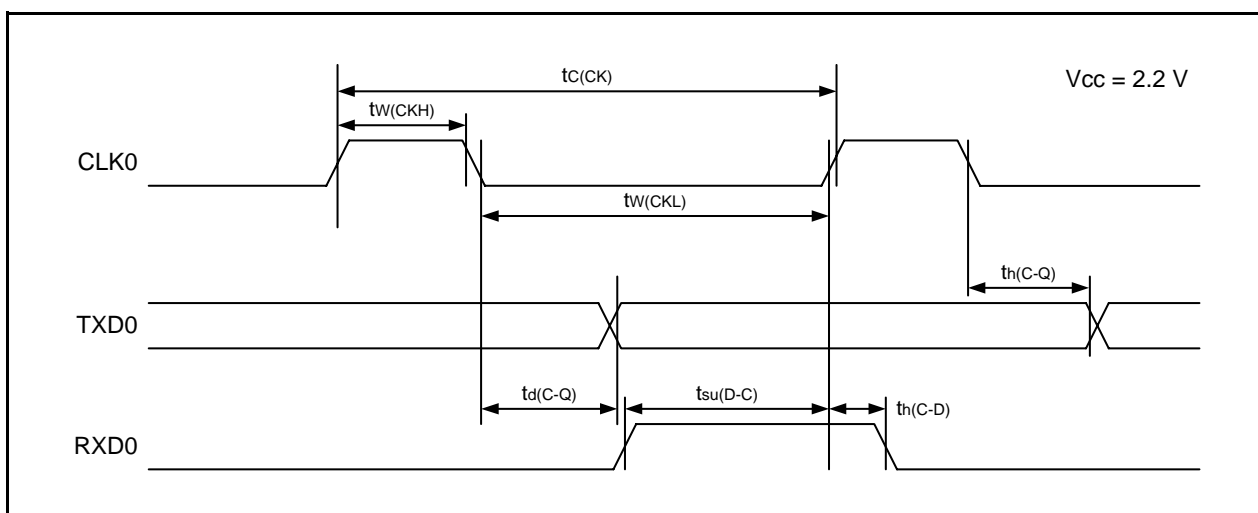 tC(CK)
Vcc = 2.2 V
tW(CKH)
CLK0
tW(CKL)
th(C-Q)
TXD0
td(C-Q)
tsu(D-C)
th(C-D)
RXD0